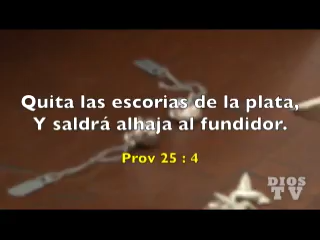 Quita las escorias de la plata,
Y saldrá alhaja al fundidor.
Prov 25 : 4
DIOS
TV